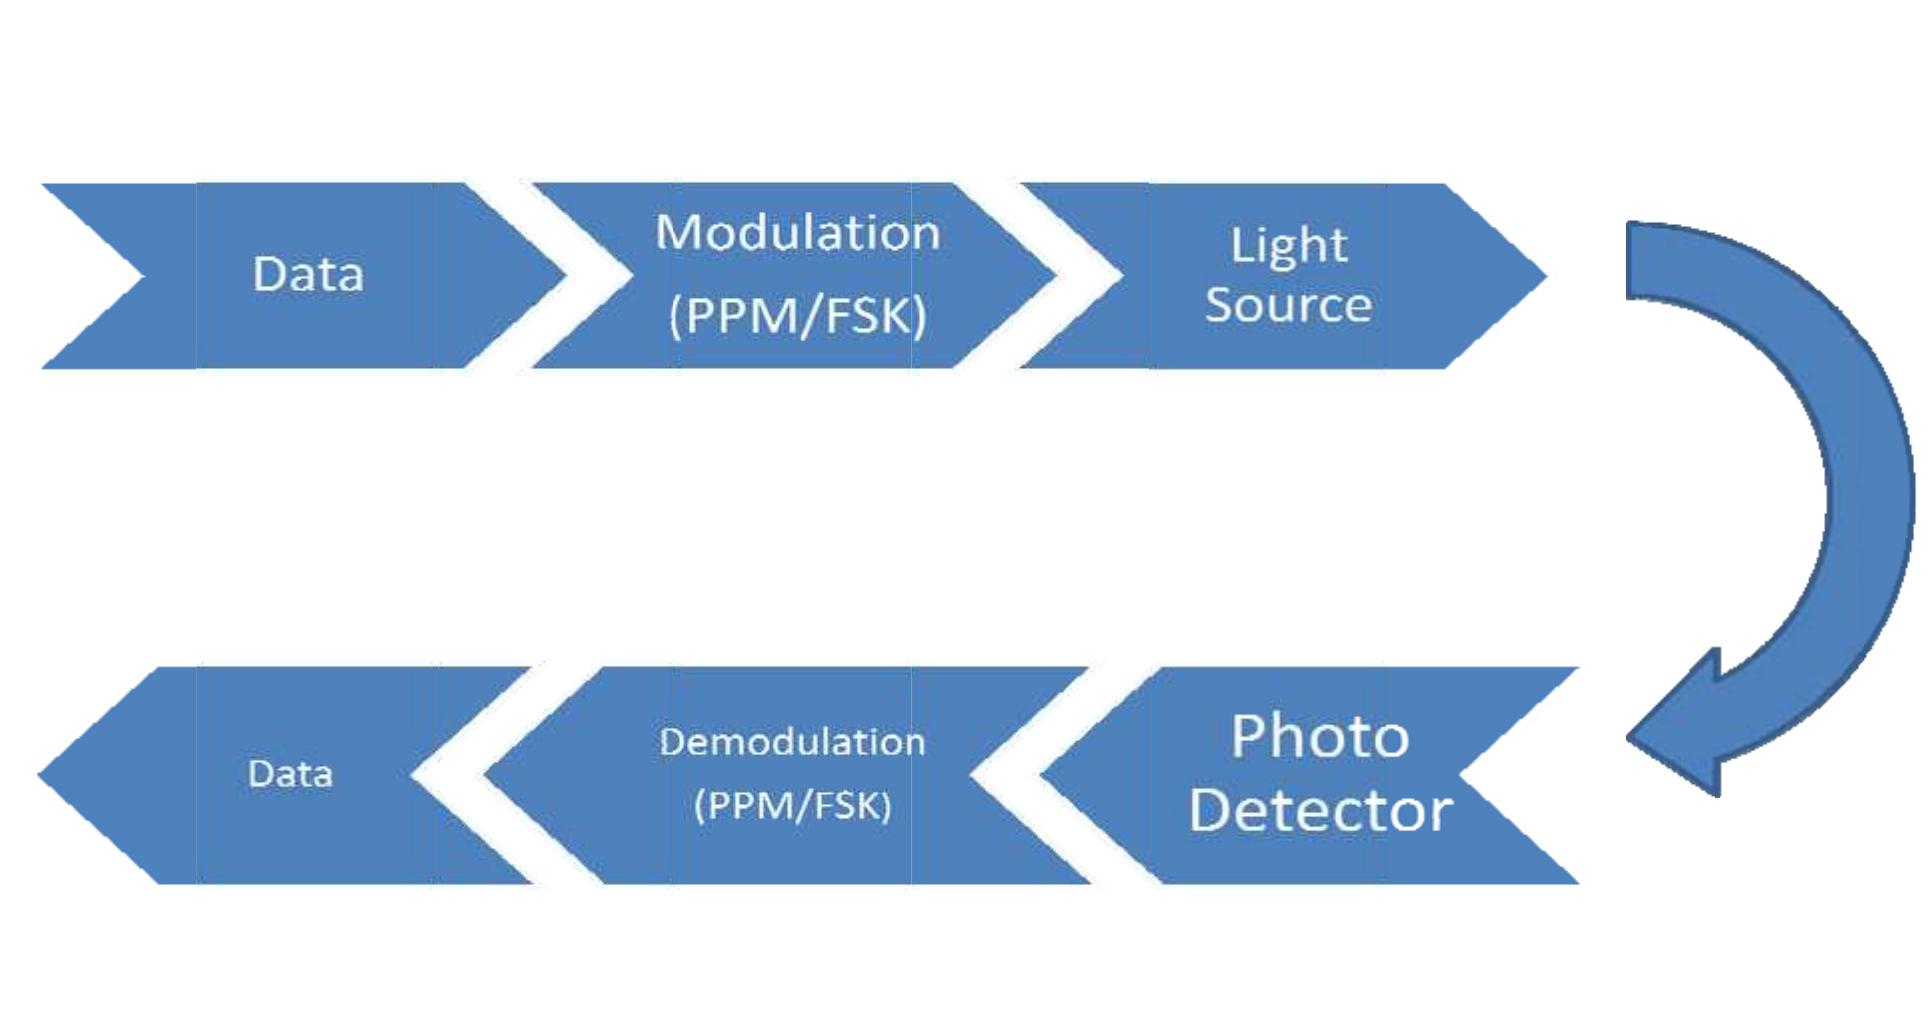 Data
Modulation
(PPM/FSK)
Light
Source
Photo
Detector
Demodulation
(PPM/FSK)
Data